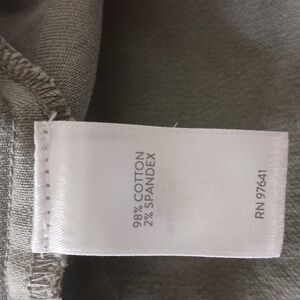 98% COTTON
2% SPANDEX
RN 97641